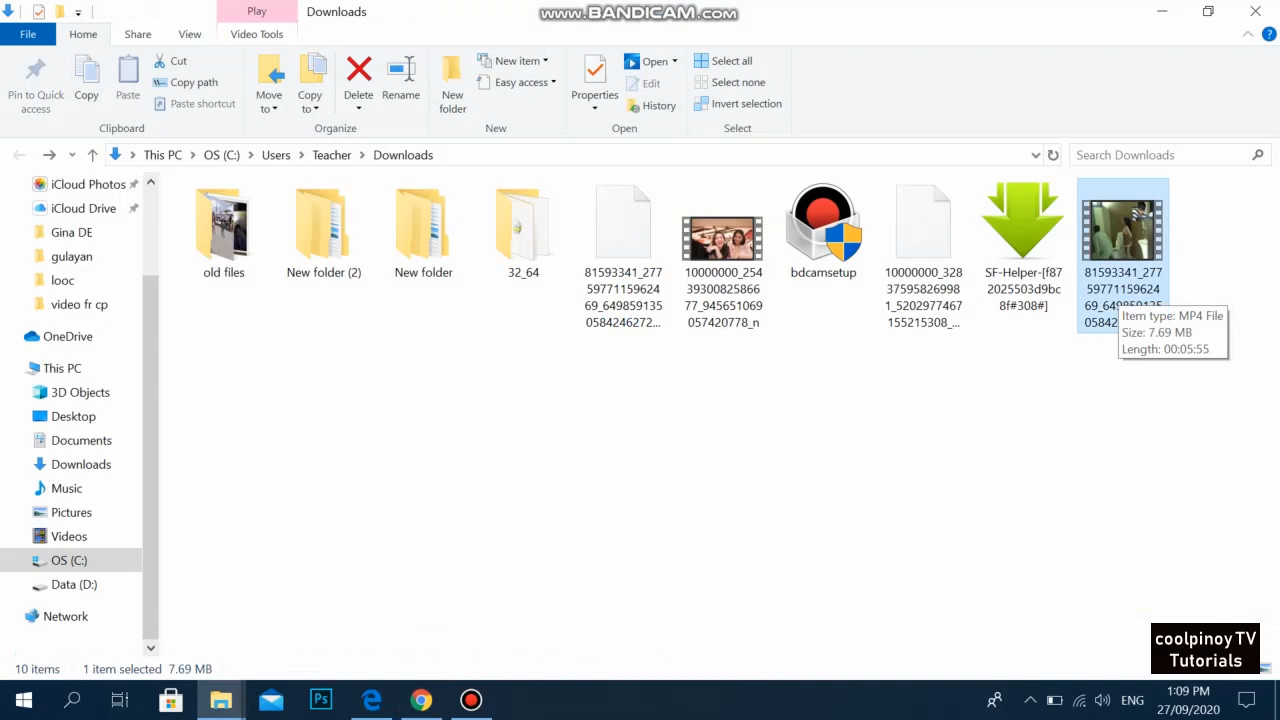 Play
Downloads
www.BANDICAM.com
File
Home
Share
View
Video Tools
Pin to Quick
access
Copy
Paste
Cut
Copy path
Paste shortcut
Clipboard
Move
to
Copy
to
Delete
Rename
Organize
New
folder
New item
Easy access
New
Properties
Open
Edit
History
Open
Select all
Select none
Invert selection
Select
This PC
OS (C:)
Users
Teacher
Downloads
Search Downloads
iCloud Photos
iCloud Drive
Gina DE
gulayan
looc
video fr cp
OneDrive
This PC
3D Objects
Desktop
Documents
Downloads
Music
Pictures
Videos
OS (C:)
Data (D:)
Network
old files
New folder (2)
New folder
32_64
81593341_277
59771159624
69_649859135
0584246272...
10000000_254
39300825866
77_945651069
057420778_n
bdcamsetup
10000000_328
37595826998
1_5202977467
155215308_...
SF-Helper-[f87
2025503d9bc
8f#308#]
81593341_277
59771159624
69_649859135
0584
Item type: MP4 File
Size: 7.69 MB
Length: 00:05:55
coolpinoy TV
Tutorials
10 items
1 item selected 7.69 MB
Ps
ENG
1:09 PM
27/09/2020